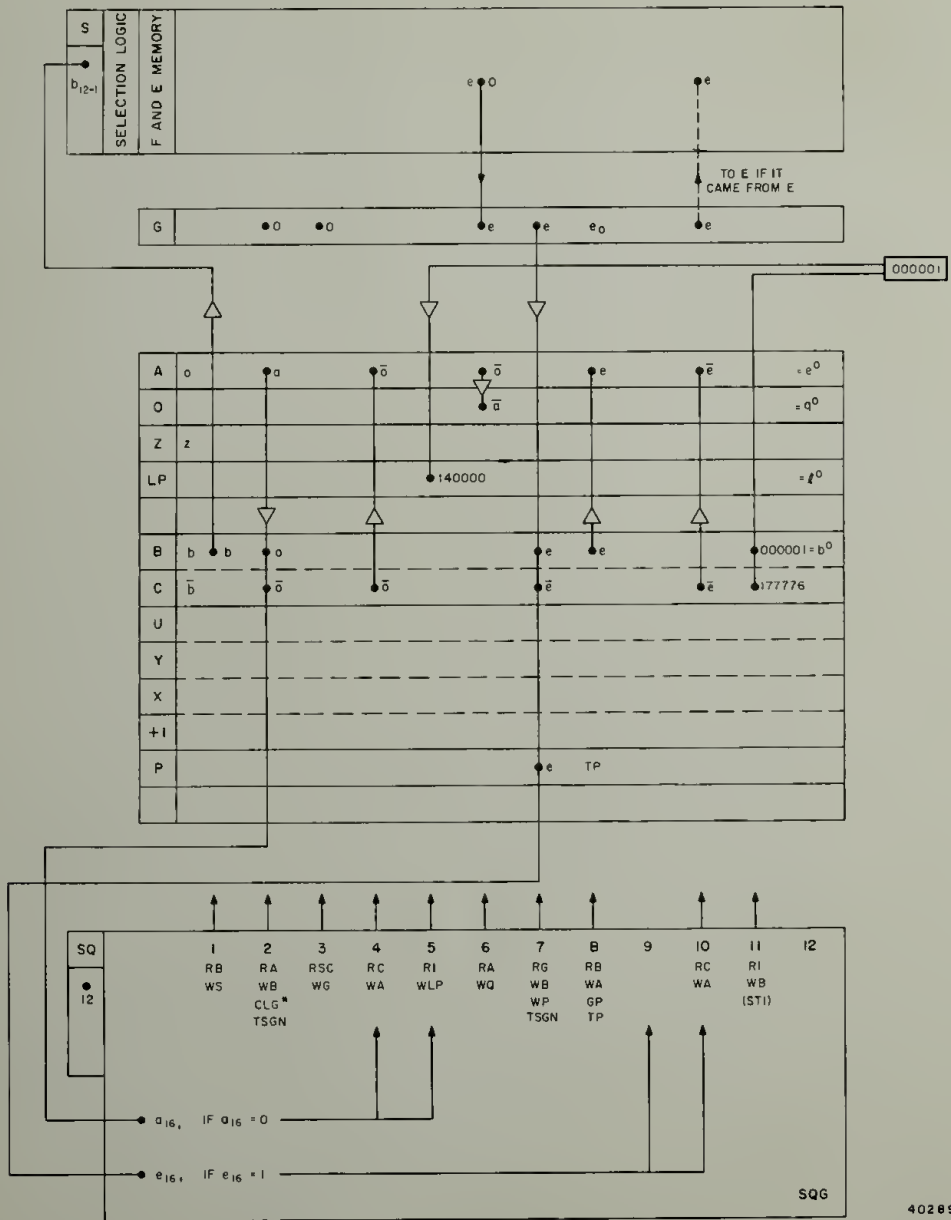 S
SELECTION LOGIC
F AND E MEMORY
b12-1
e 0
e
TO E IF IT
CAME FROM E
G
0
0
e
e
e0
e
000001
A
a
a
o̅
o̅
e
e̅
= e⁰
Q
a̅
= q⁰
Z
z
LP
140000
= ℓ⁰
B
b
b
a
e
e
000001 = b⁰
C
b̅
o̅
o̅
e̅
e̅
177776
U
Y
X
+1
P
e
TP
SQ
1 2 3 4 5 6 7 8 9 10 11 12
RB RA RSC RC RI RA RG RB RC RI
12
WS WB WG WA WLP WQ WB WA WA WB
CLG* WP GP (STI)
TSGN TSGN TP
a16, IF a16 = 0
e16, IF e16 = 1
SQG
40289